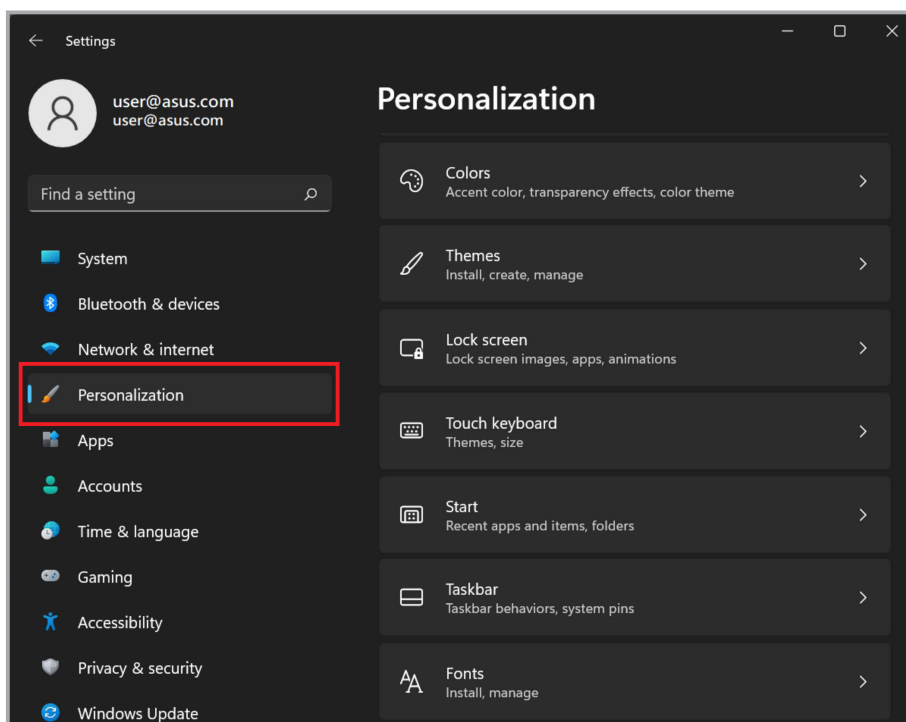 Settings
user@asus.com
user@asus.com
Find a setting
System
Bluetooth & devices
Network & internet
Personalization
Apps
Accounts
Time & language
Gaming
Accessibility
Privacy & security
Windows Update
Personalization
Colors
Accent color, transparency effects, color theme
Themes
Install, create, manage
Lock screen
Lock screen images, apps, animations
Touch keyboard
Themes, size
Start
Recent apps and items, folders
Taskbar
Taskbar behaviors, system pins
Fonts
Install, manage